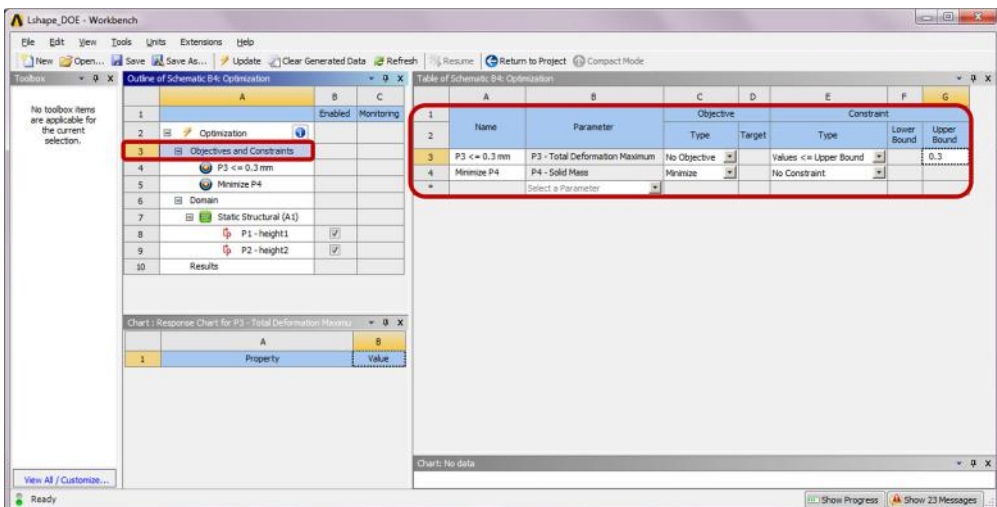 Lshape_DOE - Workbench
File Edit View Tools Units Extensions Help
New Open... Save Save As... Update Clear Generated Data Refresh Resume Return to Project Compact Mode
Toolbox
No toolbox items are applicable for the current selection.
View All / Customize...
Outline of Schematic B4: Optimization
A B C
1 Enabled Monitoring
2 Optimization
3 Objectives and Constraints
4 P3 <= 0.3 mm
5 Minimize P4
6 Domain
7 Static Structural (A1)
8 P1 - height1
9 P2 - height2
10 Results
Chart : Response Chart for P3 - Total Deformation Maximu
A B
1 Property Value
Table of Schematic B4: Optimization
A B C D E F G
1 Name Parameter Objective Constraint
2 Type Target Type Lower Bound Upper Bound
3 P3 <= 0.3 mm P3 - Total Deformation Maximum No Objective Values <= Upper Bound 0.3
4 Minimize P4 P4 - Solid Mass Minimize No Constraint
* Select a Parameter
Chart: No data
Ready
Show Progress Show 23 Messages